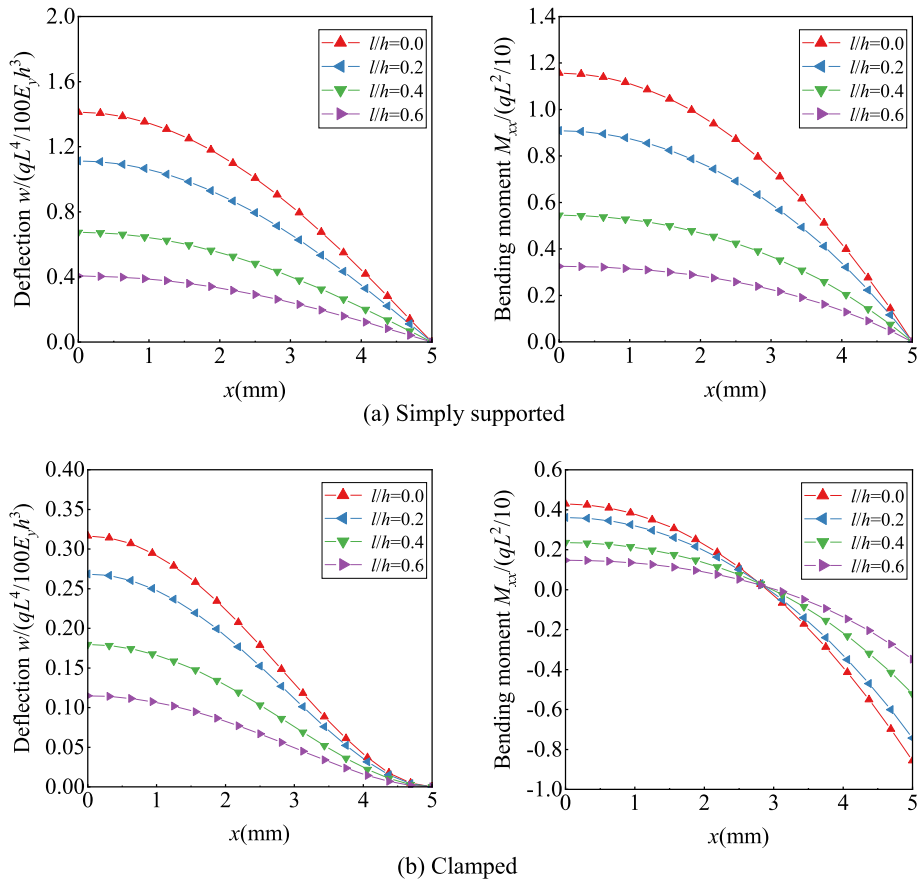 2.0
1.6
1.2
0.8
0.4
0.0
Deflection w/(qL⁴/100Eᵧh³)
l/h=0.0
l/h=0.2
l/h=0.4
l/h=0.6
0 1 2 3 4 5
x(mm)
1.4
1.2
1.0
0.8
0.6
0.4
0.2
0.0
Bending moment Mₓₓ/(qL²/10)
l/h=0.0
l/h=0.2
l/h=0.4
l/h=0.6
0 1 2 3 4 5
x(mm)
(a) Simply supported
0.40
0.35
0.30
0.25
0.20
0.15
0.10
0.05
0.00
Deflection w/(qL⁴/100Eᵧh³)
l/h=0.0
l/h=0.2
l/h=0.4
l/h=0.6
0 1 2 3 4 5
x(mm)
0.6
0.4
0.2
0.0
-0.2
-0.4
-0.6
-0.8
-1.0
Bending moment Mₓₓ/(qL²/10)
l/h=0.0
l/h=0.2
l/h=0.4
l/h=0.6
0 1 2 3 4 5
x(mm)
(b) Clamped